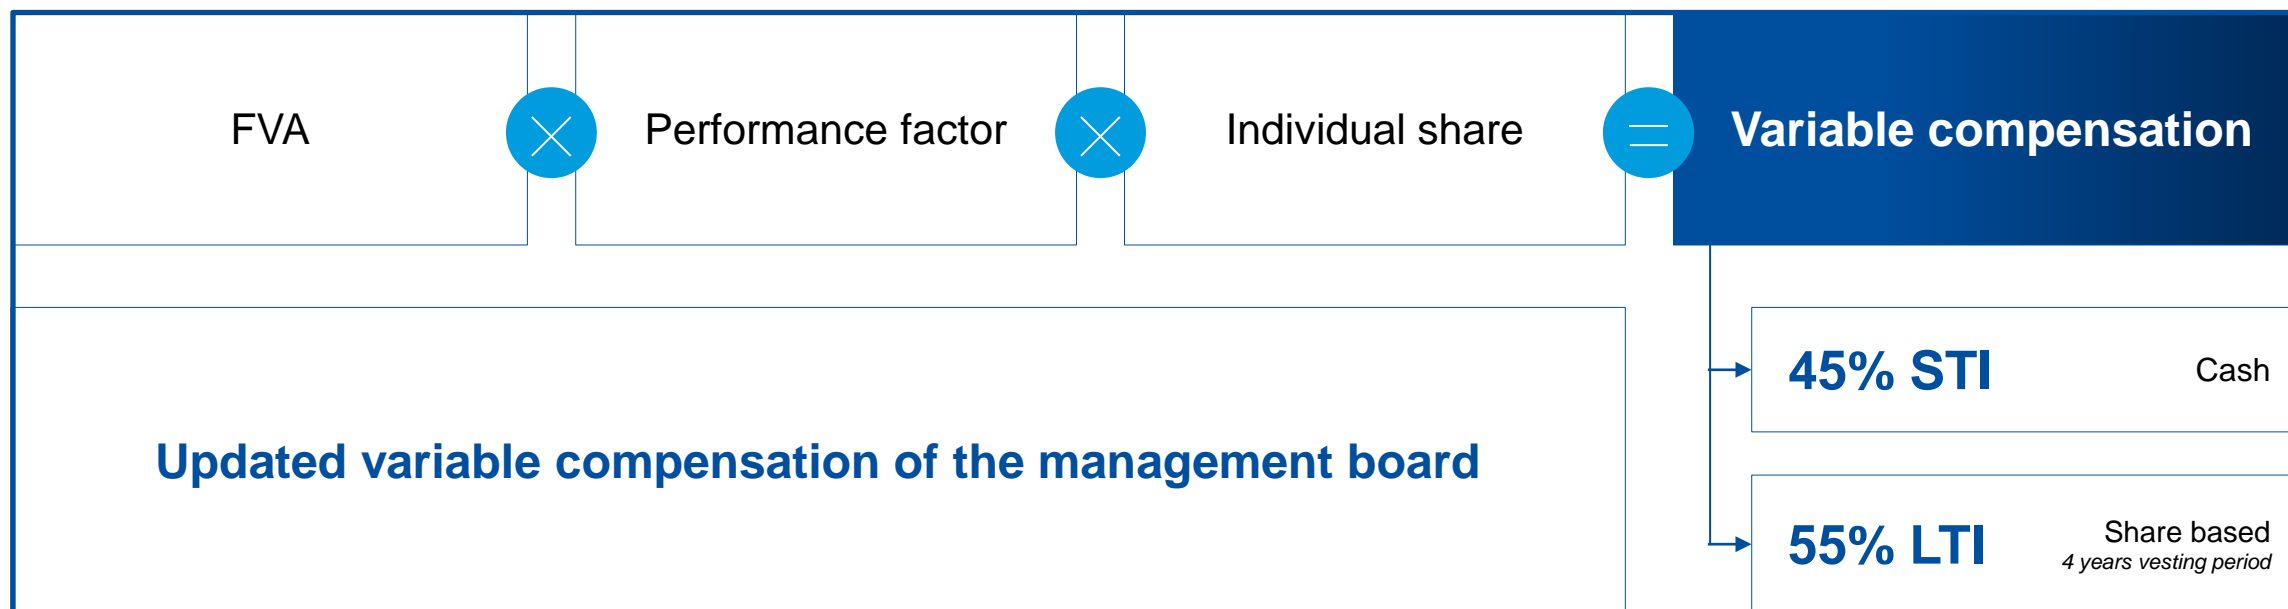 FVA
Performance factor
Individual share
Variable compensation
Updated variable compensation of the management board
45% STI
Cash
55% LTI
Share based
4 years vesting period